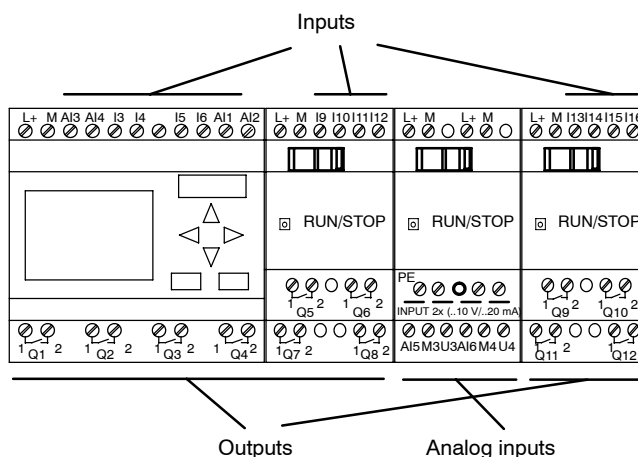 Inputs
L+ M AI3 AI4 I3 I4 I5 I6 AI1 AI2 L+ M I9 I10 I11 I12 L+ M L+ M L+ M I13 I14 I15 I16
RUN/STOP RUN/STOP RUN/STOP
PE
1 2 1 2 1 2 1 2
Q5 Q6 Q9 Q10
INPUT 2x (..10 V/..20 mA)
1 Q1 2 1 Q2 2 1 Q3 2 1 Q4 2 1 Q7 2 1 Q8 2 AI5 M3 U3 AI6 M4 U4 1 Q11 2 1 Q12
Outputs Analog inputs